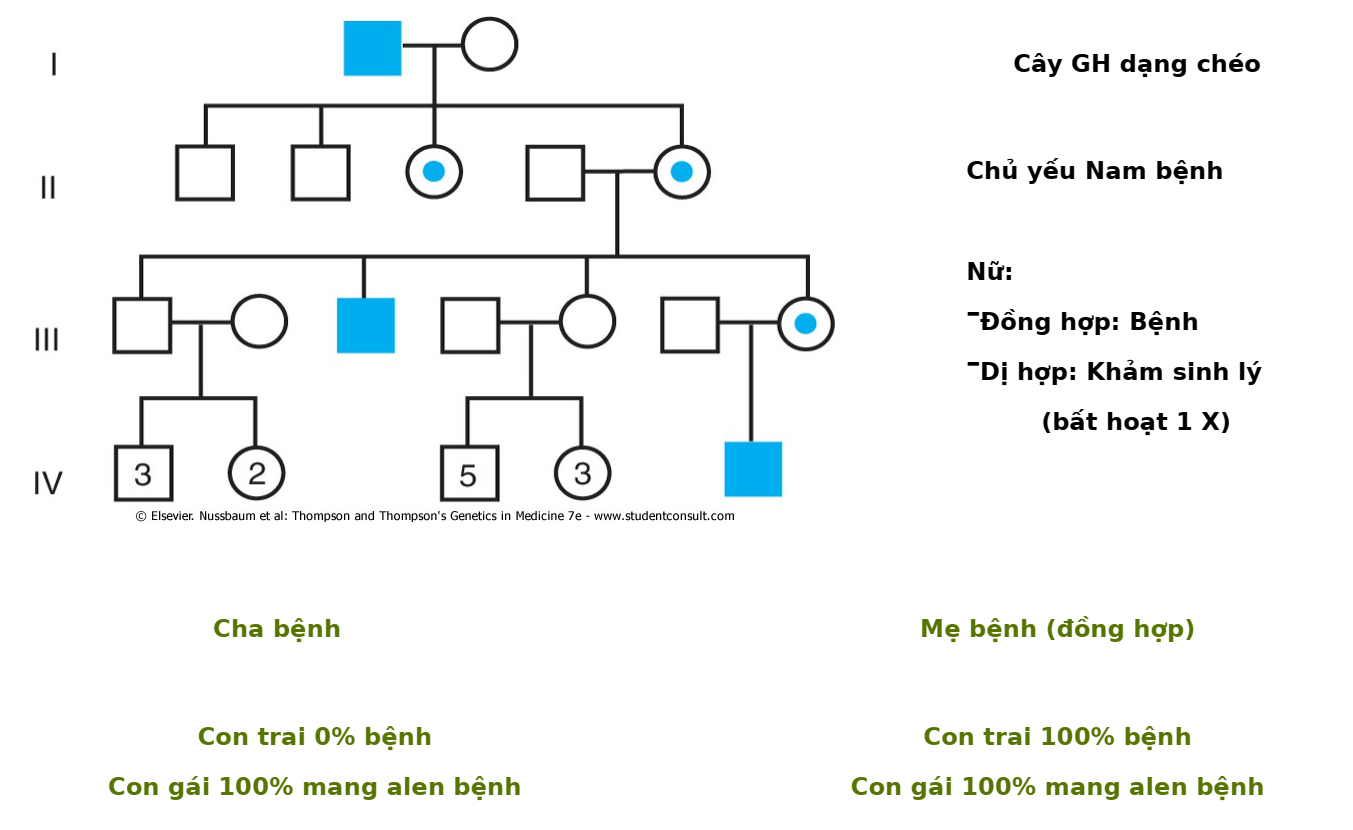 I
Cây GH dạng chéo
II
Chủ yếu Nam bệnh
Nữ:
III
-Đồng hợp: Bệnh
-Dị hợp: Khảm sinh lý
(bất hoạt 1 X)
IV
3
2
5
3
© Elsevier. Nussbaum et al: Thompson and Thompson's Genetics in Medicine 7e - www.studentconsult.com
Cha bệnh
Mẹ bệnh (đồng hợp)
Con trai 0% bệnh
Con trai 100% bệnh
Con gái 100% mang alen bệnh
Con gái 100% mang alen bệnh